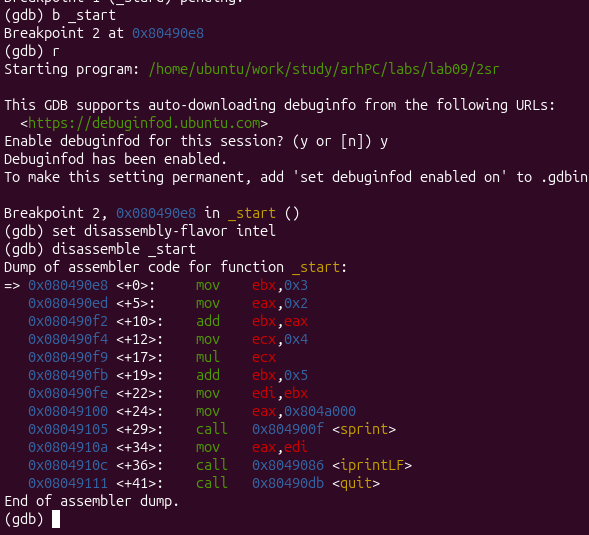 Breakpoint 1 (_start) pending.
(gdb) b _start
Breakpoint 2 at 0x80490e8
(gdb) r
Starting program: /home/ubuntu/work/study/arhPC/labs/lab09/2sr

This GDB supports auto-downloading debuginfo from the following URLs:
  <https://debuginfod.ubuntu.com>
Enable debuginfod for this session? (y or [n]) y
Debuginfod has been enabled.
To make this setting permanent, add 'set debuginfod enabled on' to .gdbin

Breakpoint 2, 0x080490e8 in _start ()
(gdb) set disassembly-flavor intel
(gdb) disassemble _start
Dump of assembler code for function _start:
=> 0x080490e8 <+0>:	mov    ebx,0x3
   0x080490ed <+5>:	mov    eax,0x2
   0x080490f2 <+10>:	add    ebx,eax
   0x080490f4 <+12>:	mov    ecx,0x4
   0x080490f9 <+17>:	mul    ecx
   0x080490fb <+19>:	add    ebx,0x5
   0x080490fe <+22>:	mov    edi,ebx
   0x08049100 <+24>:	mov    eax,0x804a000
   0x08049105 <+29>:	call   0x804900f <sprint>
   0x0804910a <+34>:	mov    eax,edi
   0x0804910c <+36>:	call   0x8049086 <iprintLF>
   0x08049111 <+41>:	call   0x80490db <quit>
End of assembler dump.
(gdb)